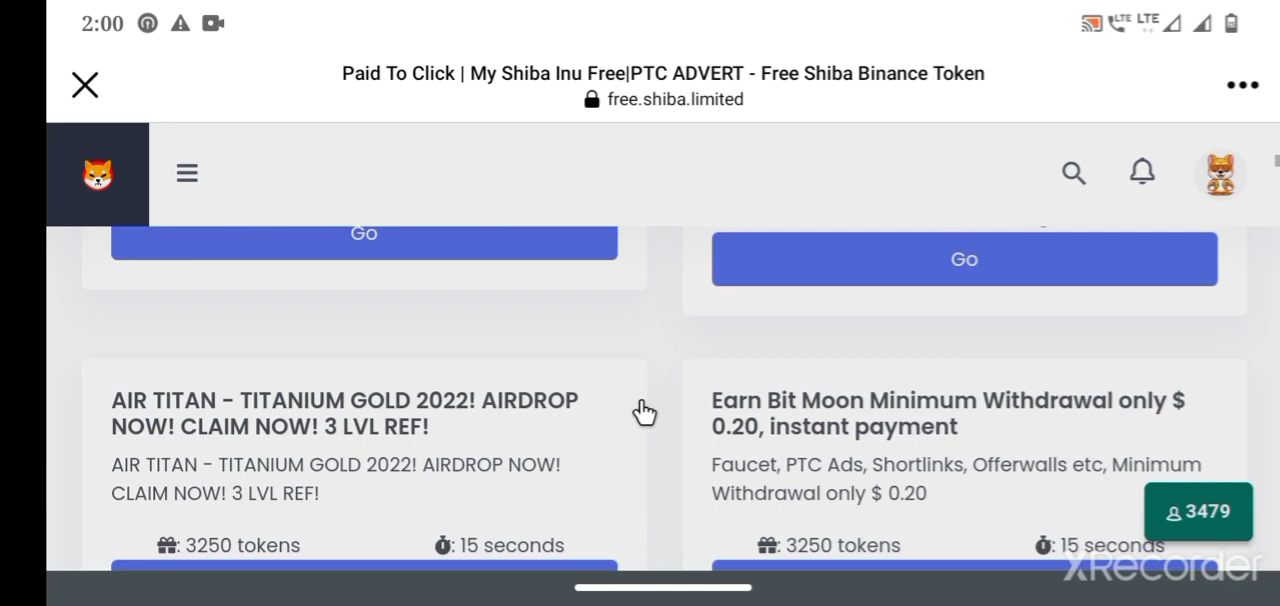 2:00
LTE
LTE
Paid To Click | My Shiba Inu Free|PTC ADVERT - Free Shiba Binance Token
free.shiba.limited
Go
Go
AIR TITAN - TITANIUM GOLD 2022! AIRDROP
NOW! CLAIM NOW! 3 LVL REF!
AIR TITAN - TITANIUM GOLD 2022! AIRDROP NOW!
CLAIM NOW! 3 LVL REF!
: 3250 tokens
: 15 seconds
Earn Bit Moon Minimum Withdrawal only $
0.20, instant payment
Faucet, PTC Ads, Shortlinks, Offerwalls etc, Minimum
Withdrawal only $ 0.20
: 3250 tokens
: 15 seconds
3479
XRecorder